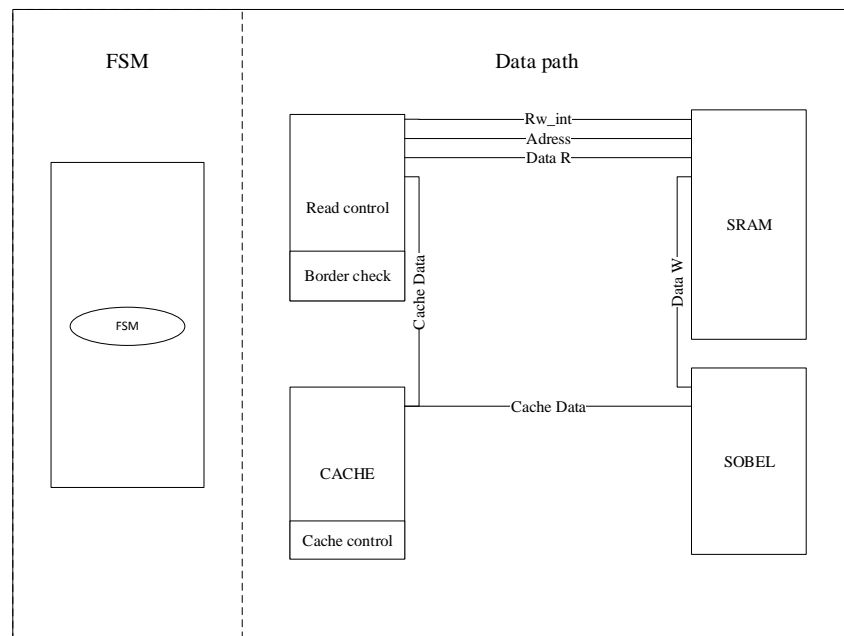 FSM
Data path
Rw_int
Adress
Data R
Read control
SRAM
Border check
Cache Data
Data W
FSM
Cache Data
CACHE
SOBEL
Cache control